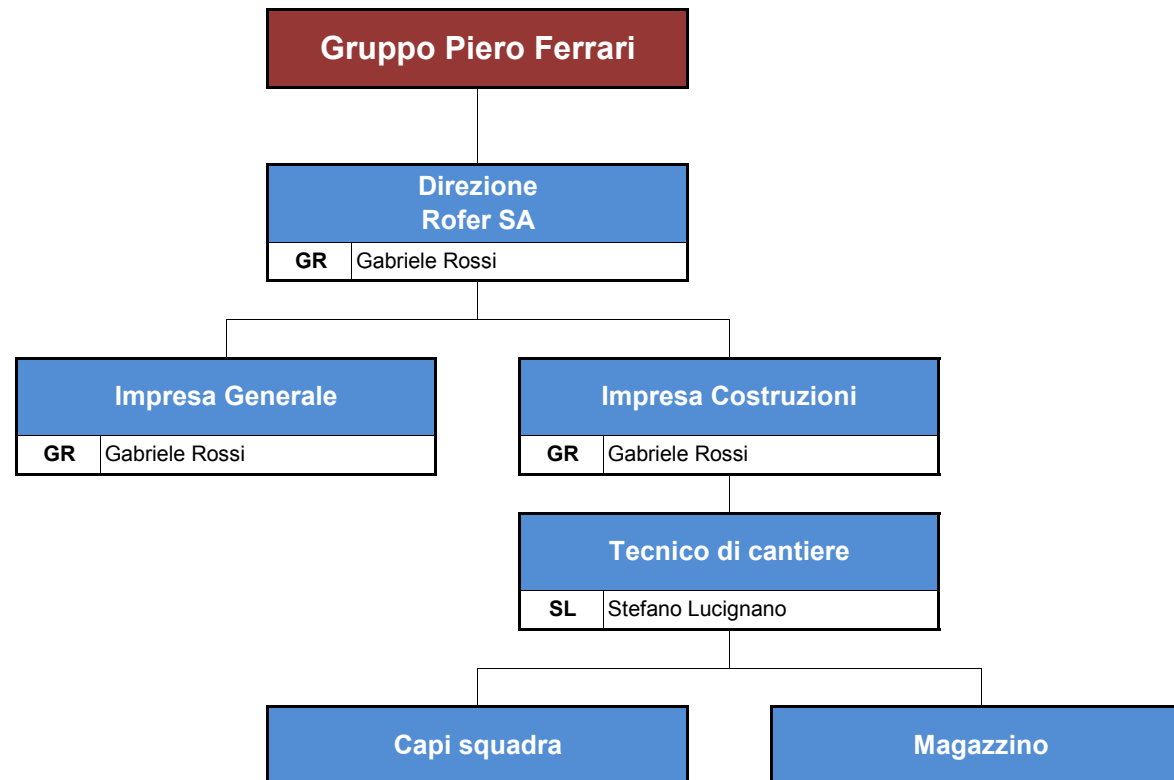 Gruppo Piero Ferrari
Direzione
Rofer SA
GR Gabriele Rossi
Impresa Generale
GR Gabriele Rossi
Impresa Costruzioni
GR Gabriele Rossi
Tecnico di cantiere
SL Stefano Lucignano
Capi squadra
Magazzino